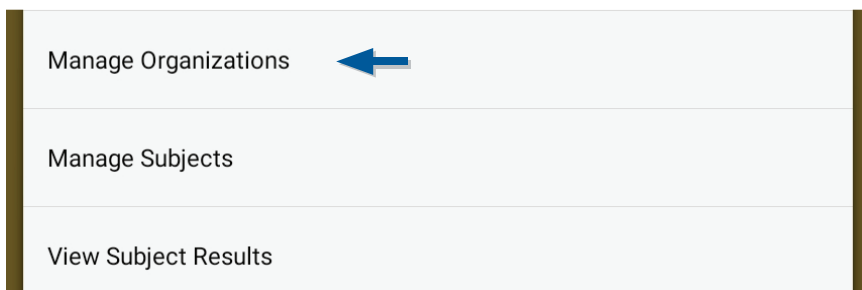 Manage Organizations
Manage Subjects
View Subject Results